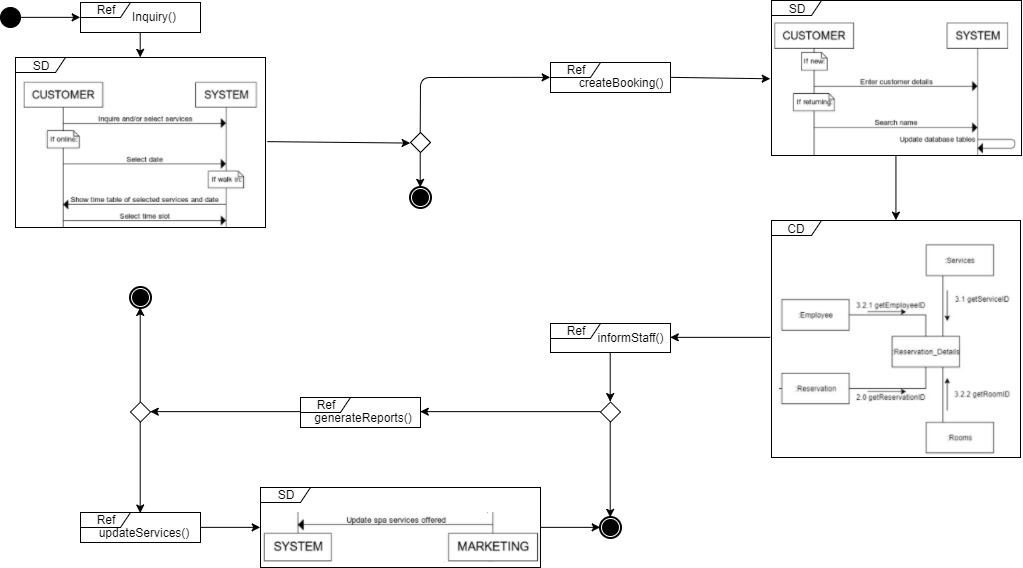 Ref
Inquiry()
SD
CUSTOMER
SYSTEM
Inquire and/or select services
If online:
Select date
If walk in:
Show time table of selected services and date
Select time slot
Ref
createBooking()
SD
CUSTOMER
SYSTEM
If new:
Enter customer details
If returning:
Search name
Update database tables
CD
:Services
3.2.1 getEmployeeID
3.1 getServiceID
:Employee
:Reservation_Details
:Reservation
2.0 getReservationID
3.2.2 getRoomID
:Rooms
Ref
informStaff()
Ref
generateReports()
Ref
updateServices()
SD
Update spa services offered
SYSTEM
MARKETING